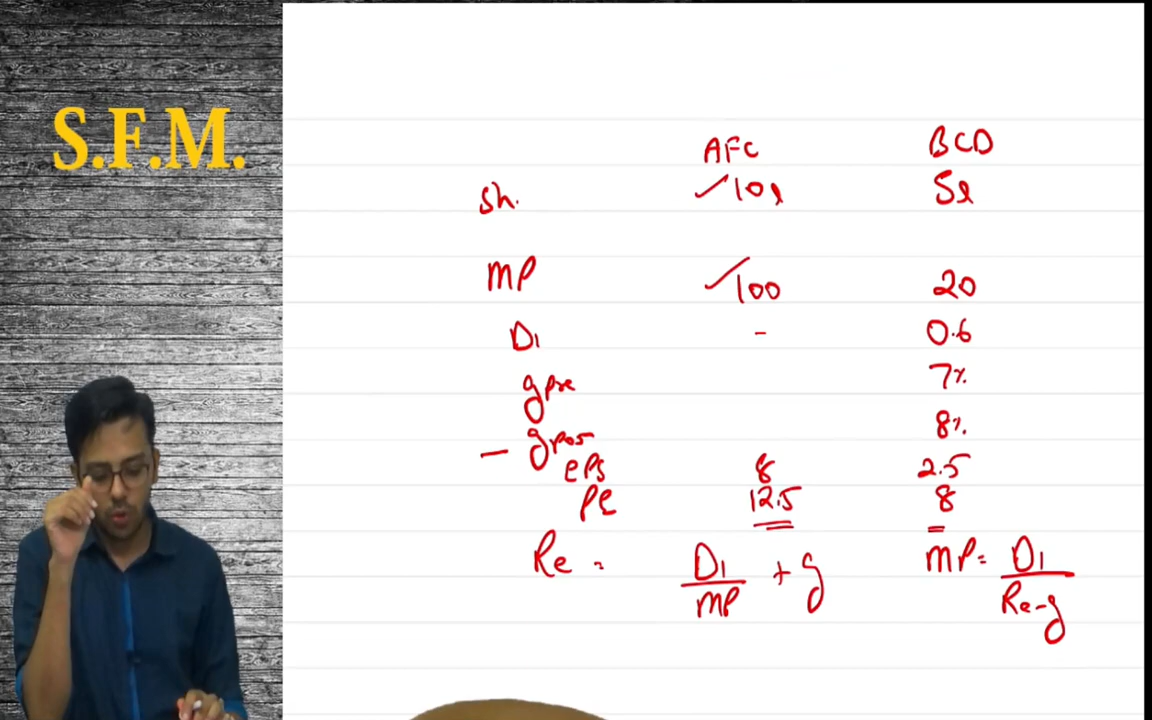 S.F.M.
AFC BCD
Sh. 10l 5l
MP 100 20
D1 - 0.6
gpre 7%
- gpos 8%
EPS 8 2.5
PE 12.5 8
Re = D1/MP + g MP = D1/Re-g